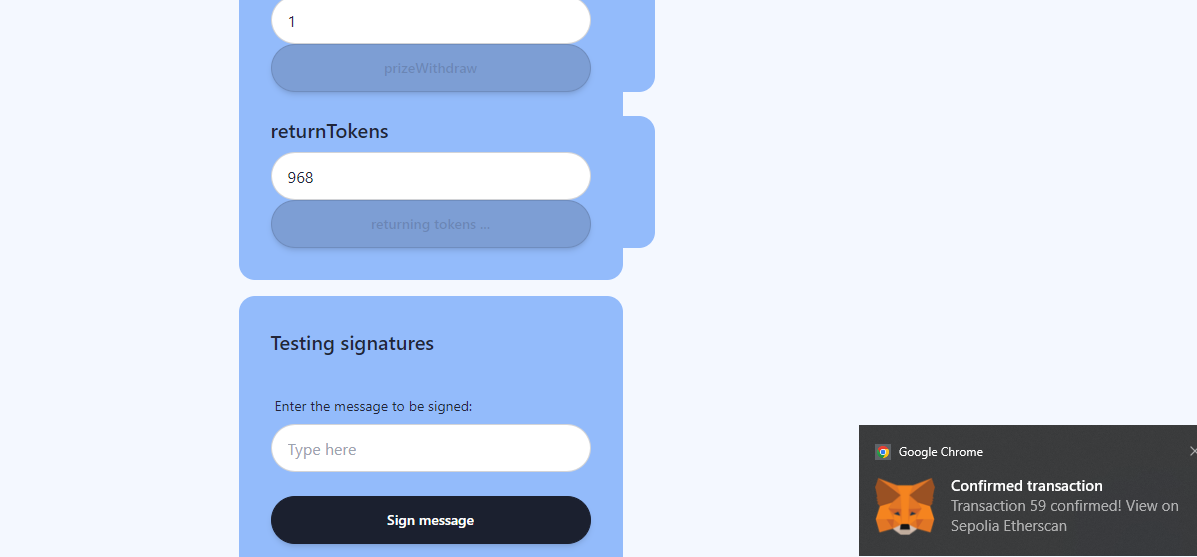 1
prizeWithdraw
returnTokens
968
returning tokens ...
Testing signatures
Enter the message to be signed:
Type here
Sign message
Google Chrome
Confirmed transaction
Transaction 59 confirmed! View on
Sepolia Etherscan